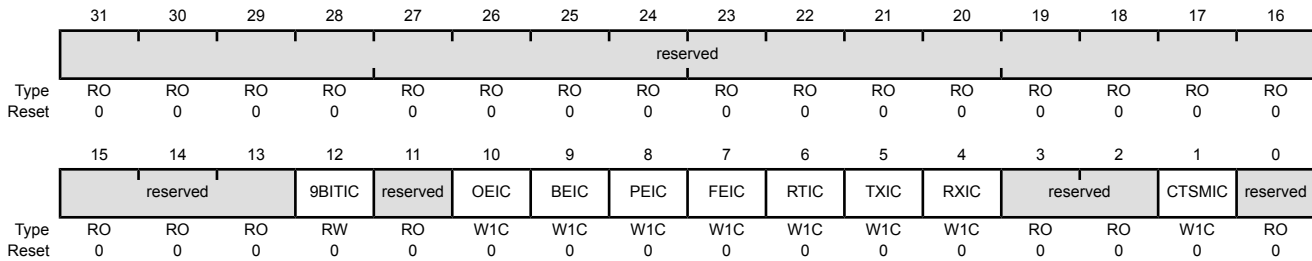 31 30 29 28 27 26 25 24 23 22 21 20 19 18 17 16
reserved
Type RO RO RO RO RO RO RO RO RO RO RO RO RO RO RO RO
Reset 0 0 0 0 0 0 0 0 0 0 0 0 0 0 0 0
15 14 13 12 11 10 9 8 7 6 5 4 3 2 1 0
reserved 9BITIC reserved OEIC BEIC PEIC FEIC RTIC TXIC RXIC reserved CTSMIC reserved
Type RO RO RO RW RO W1C W1C W1C W1C W1C W1C W1C RO RO W1C RO
Reset 0 0 0 0 0 0 0 0 0 0 0 0 0 0 0 0